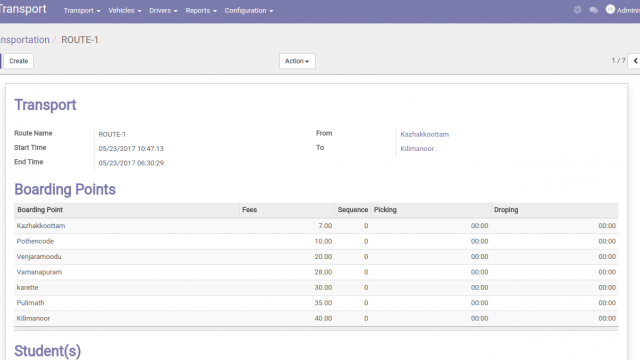 Transport Transport Vehicles Drivers Reports Configuration
nsportation / ROUTE-1
Create Action 1 / 7
Transport
Route Name ROUTE-1 From Kazhakkoottam
Start Time 05/23/2017 10:47:13 To Kilimanoor
End Time 05/23/2017 06:30:29
Boarding Points
Boarding Point Fees Sequence Picking Droping
Kazhakkoottam 7.00 0 00:00 00:00
Pothencode 10.00 0 00:00 00:00
Venjaramoodu 20.00 0 00:00 00:00
Vamanapuram 28.00 0 00:00 00:00
karette 30.00 0 00:00 00:00
Pulimath 35.00 0 00:00 00:00
Kilimanoor 40.00 0 00:00 00:00
Student(s)